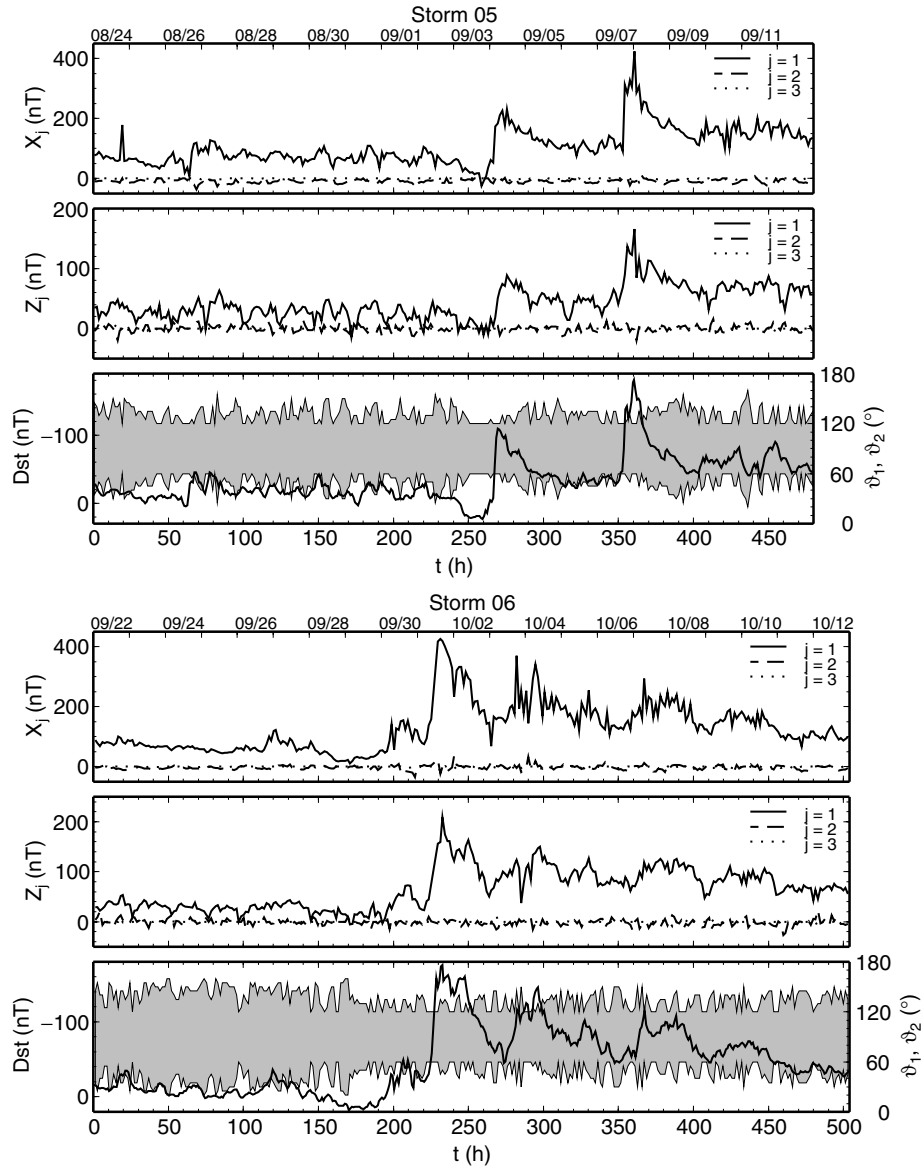 Storm 05
08/24 08/26 08/28 08/30 09/01 09/03 09/05 09/07 09/09 09/11
X_j (nT)
400
200
0
j = 1
j = 2
j = 3
Z_j (nT)
200
100
0
j = 1
j = 2
j = 3
Dst (nT)
−100
0
180
120
60
0
ϑ₁, ϑ₂ (°)
0 50 100 150 200 250 300 350 400 450
t (h)
Storm 06
09/22 09/24 09/26 09/28 09/30 10/02 10/04 10/06 10/08 10/10 10/12
X_j (nT)
400
200
0
j = 1
j = 2
j = 3
Z_j (nT)
200
100
0
j = 1
j = 2
j = 3
Dst (nT)
−100
0
180
120
60
0
ϑ₁, ϑ₂ (°)
0 50 100 150 200 250 300 350 400 450 500
t (h)